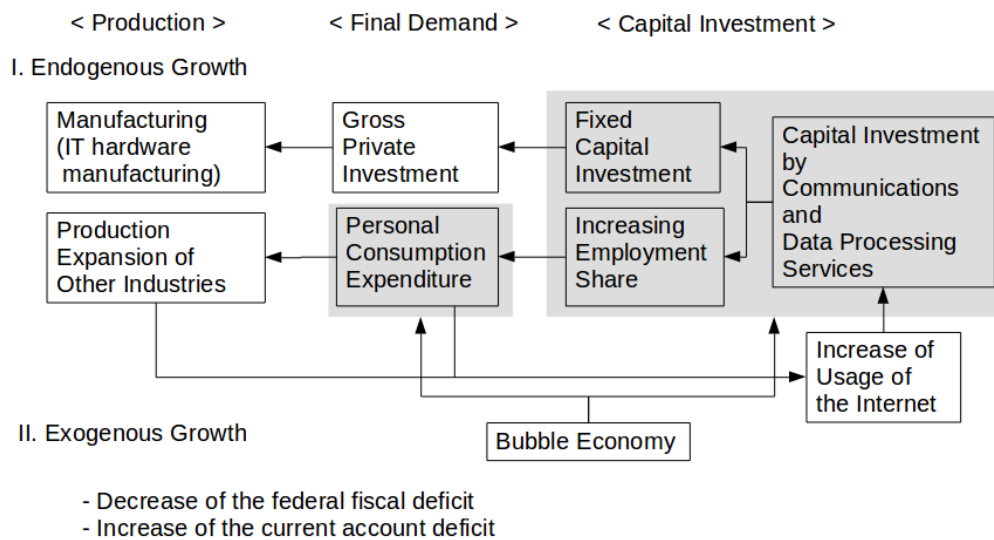 < Production >
< Final Demand >
< Capital Investment >
I. Endogenous Growth
Manufacturing
(IT hardware
manufacturing)
Gross
Private
Investment
Fixed
Capital
Investment
Capital Investment
by
Communications
and
Data Processing
Services
Production
Expansion of
Other Industries
Personal
Consumption
Expenditure
Increasing
Employment
Share
Increase of
Usage of
the Internet
II. Exogenous Growth
Bubble Economy
- Decrease of the federal fiscal deficit
- Increase of the current account deficit